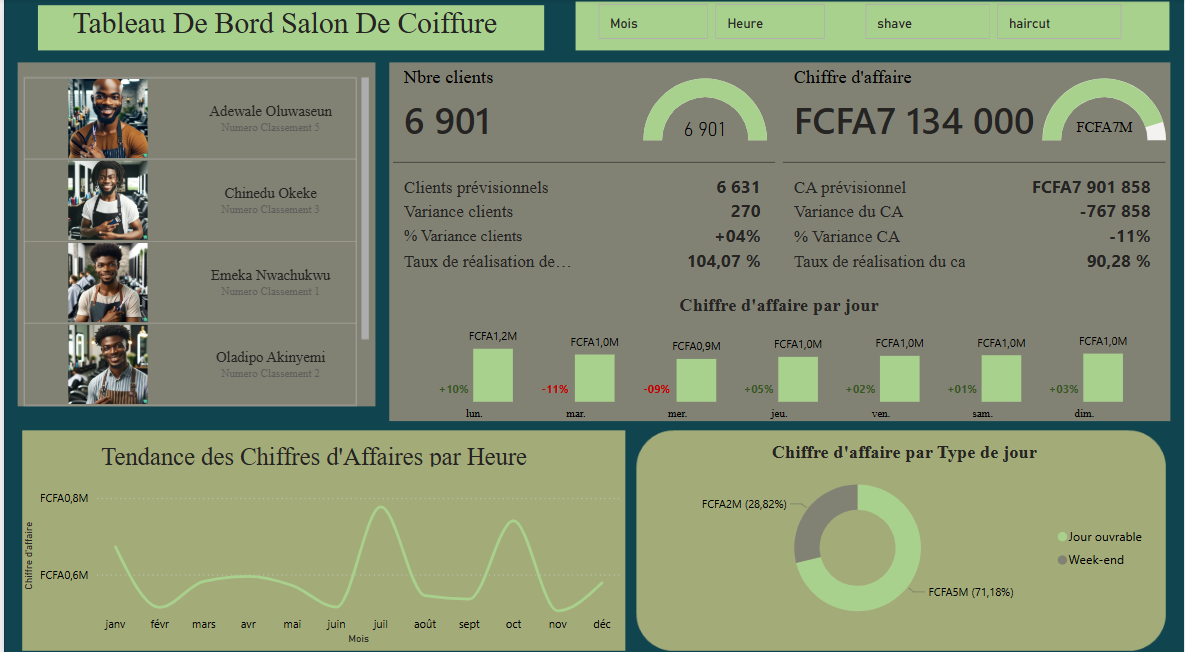 Tableau De Bord Salon De Coiffure
Mois
Heure
shave
haircut
Adewale Oluwaseun
Numero Classement 5
Chinedu Okeke
Numero Classement 3
Emeka Nwachukwu
Numero Classement 1
Oladipo Akinyemi
Numero Classement 2
Nbre clients
6 901
6 901
Clients prévisionnels 6 631
Variance clients 270
% Variance clients +04%
Taux de réalisation de… 104,07 %
Chiffre d'affaire
FCFA7 134 000
FCFA7M
CA prévisionnel FCFA7 901 858
Variance du CA -767 858
% Variance CA -11%
Taux de réalisation du ca 90,28 %
Chiffre d'affaire par jour
FCFA1,2M FCFA1,0M FCFA0,9M FCFA1,0M FCFA1,0M FCFA1,0M FCFA1,0M
+10% -11% -09% +05% +02% +01% +03%
lun. mar. mer. jeu. ven. sam. dim.
Tendance des Chiffres d'Affaires par Heure
FCFA0,8M
FCFA0,6M
Chiffre d'affaire
janv févr mars avr mai juin juil août sept oct nov déc
Mois
Chiffre d'affaire par Type de jour
FCFA2M (28,82%)
FCFA5M (71,18%)
Jour ouvrable
Week-end